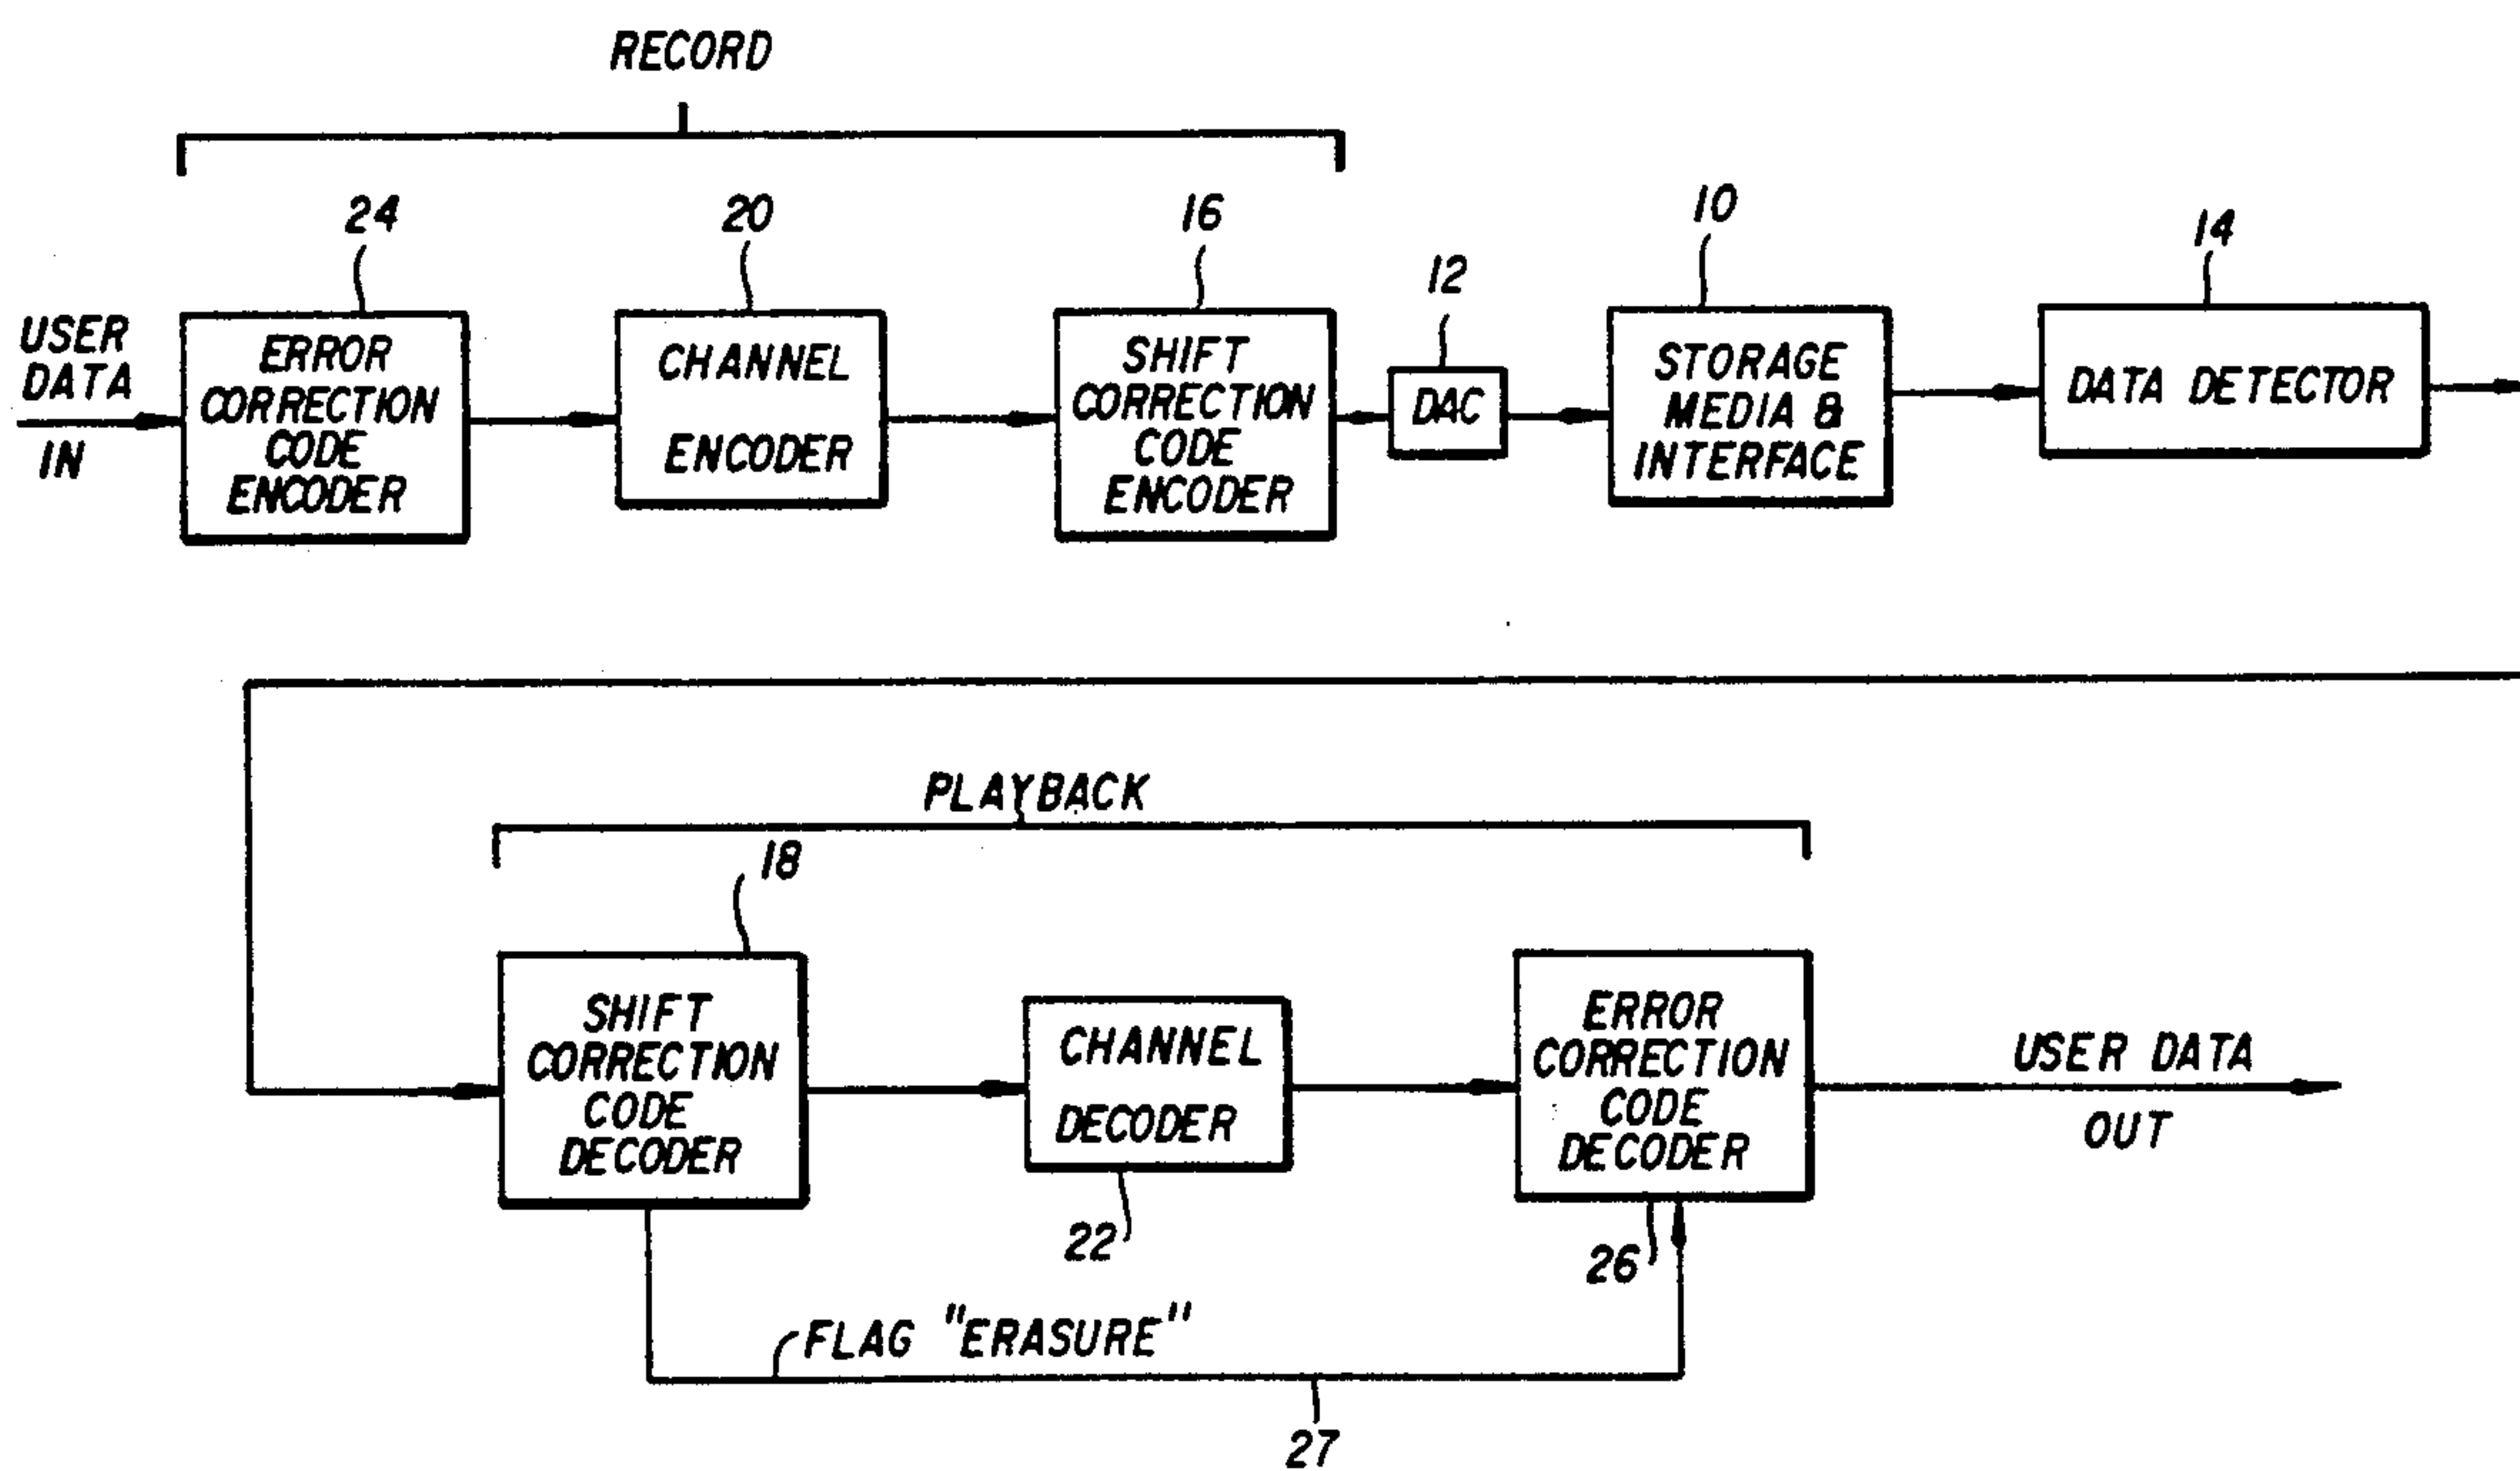 RECORD
24
20
16
12
10
14
USER
DATA
IN
ERROR
CORRECTION
CODE
ENCODER
CHANNEL
ENCODER
SHIFT
CORRECTION
CODE
ENCODER
DAC
STORAGE
MEDIA &
INTERFACE
DATA DETECTOR
PLAYBACK
18
SHIFT
CORRECTION
CODE
DECODER
CHANNEL
DECODER
22
ERROR
CORRECTION
CODE
DECODER
26
USER DATA
OUT
FLAG "ERASURE"
27